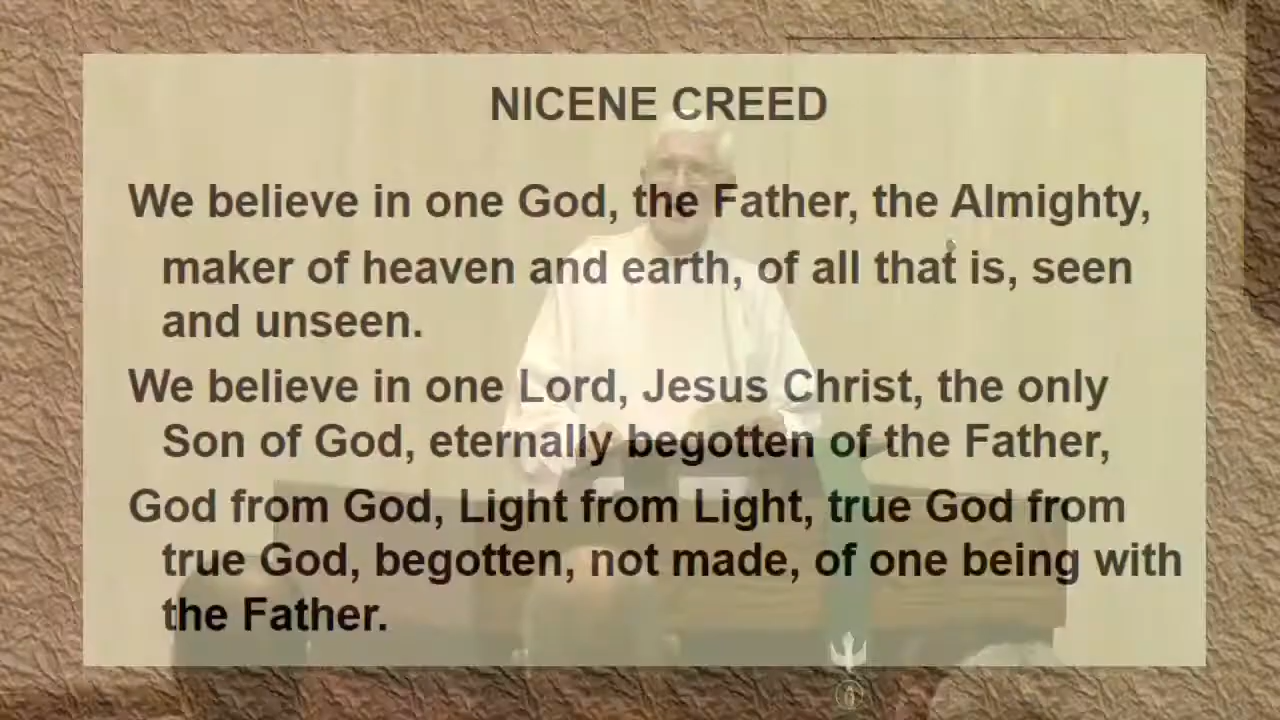 NICENE CREED
We believe in one God, the Father, the Almighty,
maker of heaven and earth, of all that is, seen
and unseen.
We believe in one Lord, Jesus Christ, the only
Son of God, eternally begotten of the Father,
God from God, Light from Light, true God from
true God, begotten, not made, of one being with
the Father.